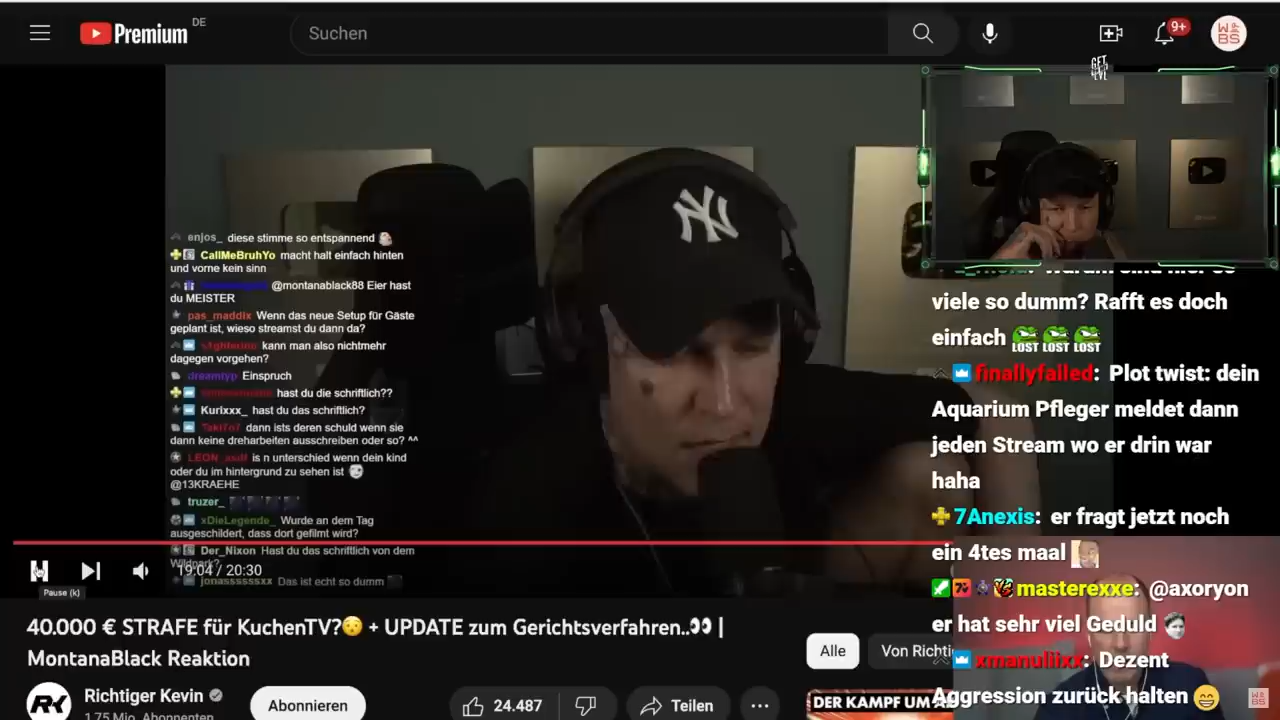 Premium DE
Suchen
9+
GET
enjos_ diese stimme so entspannend
CallMeBruhYo macht halt einfach hinten
und vorne kein sinn
@montanablack88 Eier hast
du MEISTER
pas_maddix Wenn das neue Setup für Gäste
geplant ist, wieso streamst du dann da?
kann man also nichtmehr
dagegen vorgehen?
dreamtyp Einspruch
hast du die schriftlich??
Kurixxx_ hast du das schriftlich?
dann ists deren schuld wenn sie
dann keine dreharbeiten ausschreiben oder so? ^^
is n unterschied wenn dein kind
oder du im hintergrund zu sehen ist
@13KRAEHE
truzer_
xDieLegende_ Wurde an dem Tag
ausgeschildert, dass dort gefilmt wird?
Der_Nixon Hast du das schriftlich von dem
Wildpark?
jonassssssxx Das ist echt so dumm
19:04 / 20:30
Pause (k)
viele so dumm? Rafft es doch
einfach LOST LOST LOST
finallyfalled: Plot twist: dein
Aquarium Pfleger meldet dann
jeden Stream wo er drin war
haha
7Anexis: er fragt jetzt noch
ein 4tes maal
masterexxe: @axoryon
er hat sehr viel Geduld
xmanuliixx: Dezent
Aggression zurück halten
40.000 € STRAFE für KuchenTV? + UPDATE zum Gerichtsverfahren.. |
MontanaBlack Reaktion
Alle
Von Richti
RK
Richtiger Kevin
1,75 Mio. Abonnenten
Abonnieren
24.487
Teilen
DER KAMPF UM